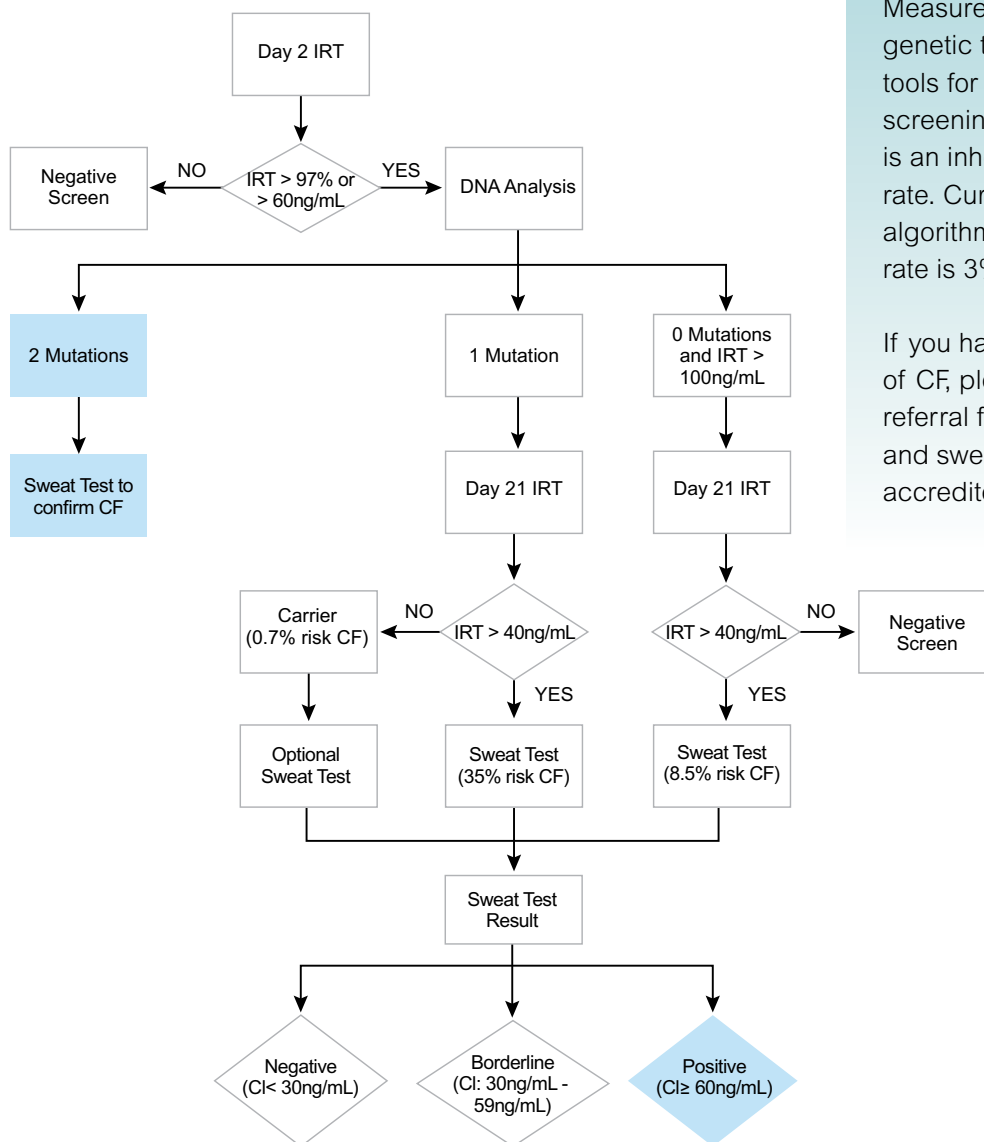 Day 2 IRT
NO
YES
Negative
Screen
IRT > 97% or
> 60ng/mL
DNA Analysis
2 Mutations
1 Mutation
0 Mutations
and IRT >
100ng/mL
Sweat Test to
confirm CF
Day 21 IRT
Day 21 IRT
Carrier
(0.7% risk CF)
NO
IRT > 40ng/mL
IRT > 40ng/mL
NO
Negative
Screen
YES
YES
Optional
Sweat Test
Sweat Test
(35% risk CF)
Sweat Test
(8.5% risk CF)
Sweat Test
Result
Negative
(Cl< 30ng/mL)
Borderline
(Cl: 30ng/mL -
59ng/mL)
Positive
(Cl≥ 60ng/mL)
Measure
genetic t
tools for
screenin
is an inh
rate. Cur
algorithm
rate is 3%
If you ha
of CF, ple
referral f
and swe
accredite